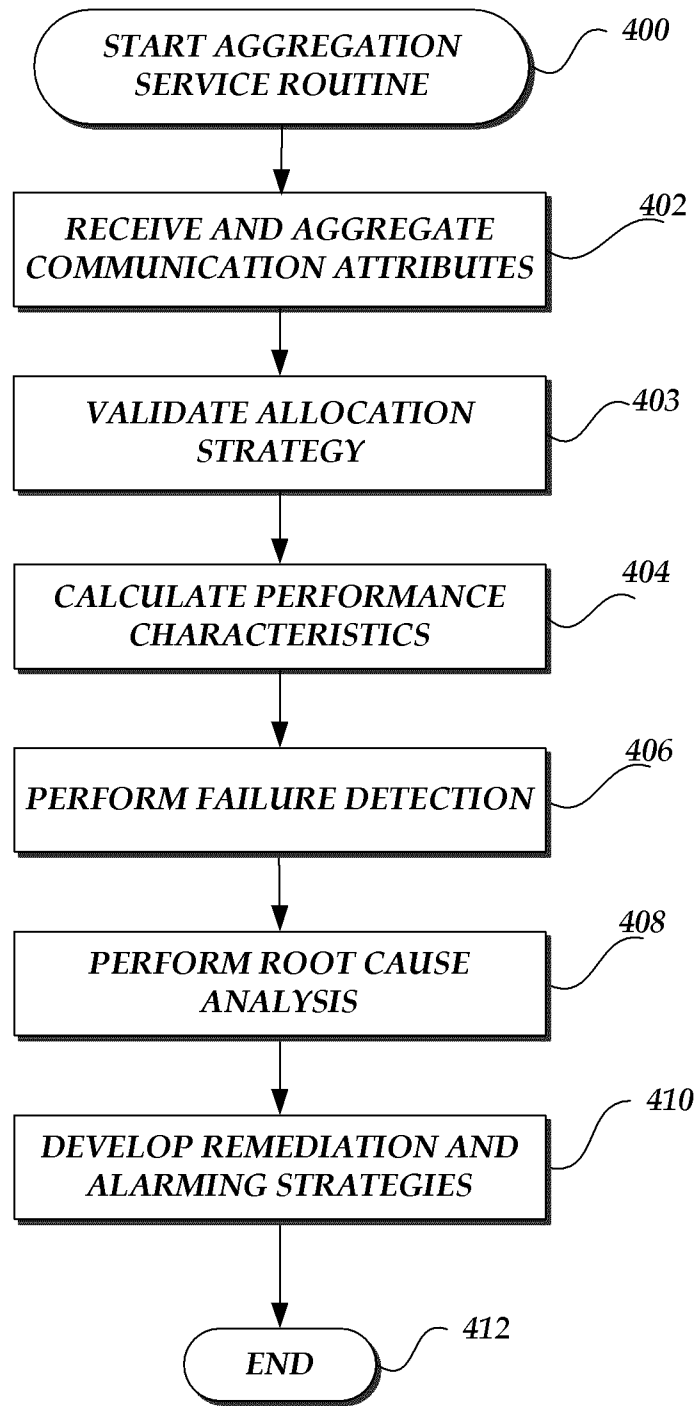 START AGGREGATION
SERVICE ROUTINE
400
RECEIVE AND AGGREGATE
COMMUNICATION ATTRIBUTES
402
VALIDATE ALLOCATION
STRATEGY
403
CALCULATE PERFORMANCE
CHARACTERISTICS
404
PERFORM FAILURE DETECTION
406
PERFORM ROOT CAUSE
ANALYSIS
408
DEVELOP REMEDIATION AND
ALARMING STRATEGIES
410
END
412